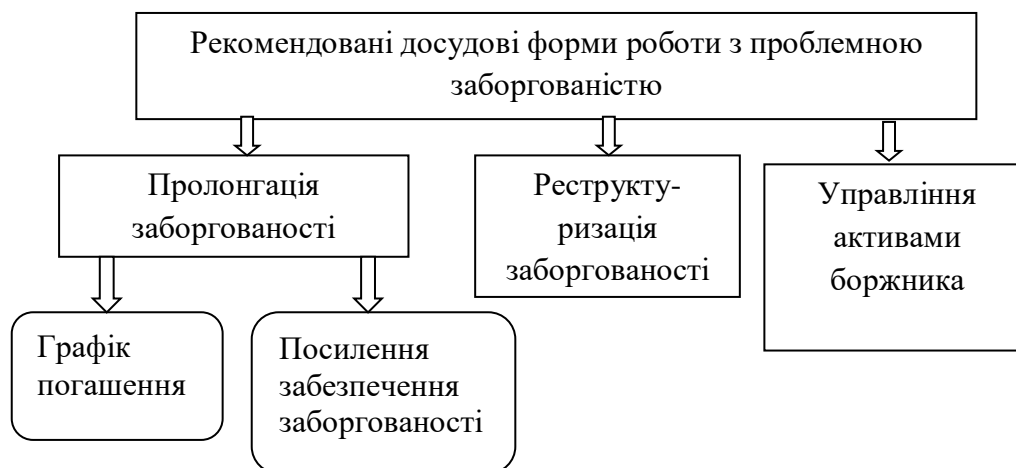 Рекомендовані досудові форми роботи з проблемною
заборгованістю
Пролонгація
заборгованості
Реструкту-
ризація
заборгованості
Управління
активами
боржника
Графік
погашення
Посилення
забезпечення
заборгованості